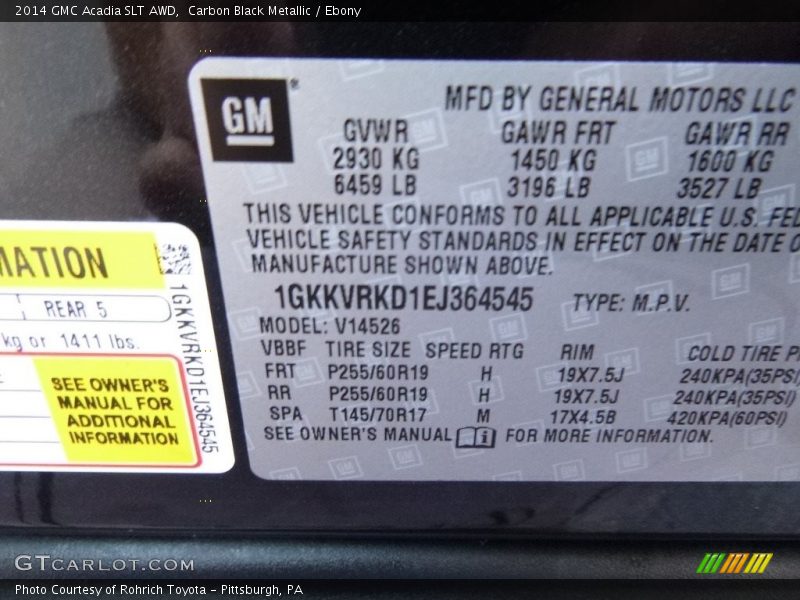 2014 GMC Acadia SLT AWD,  Carbon Black Metallic / Ebony
GM®
MFD BY GENERAL MOTORS LLC
GVWR GAWR FRT GAWR RR
2930 KG 1450 KG 1600 KG
6459 LB 3196 LB 3527 LB
THIS VEHICLE CONFORMS TO ALL APPLICABLE U.S. FED
VEHICLE SAFETY STANDARDS IN EFFECT ON THE DATE O
MANUFACTURE SHOWN ABOVE.
1GKKVRKD1EJ364545 TYPE: M.P.V.
MODEL: V14526
VBBF TIRE SIZE SPEED RTG RIM COLD TIRE P
FRT P255/60R19 H 19X7.5J 240KPA(35PSI)
RR P255/60R19 H 19X7.5J 240KPA(35PSI)
SPA T145/70R17 M 17X4.5B 420KPA(60PSI)
SEE OWNER'S MANUAL i FOR MORE INFORMATION.
MATION
REAR 5
kg or 1411 lbs.
SEE OWNER'S
MANUAL FOR
ADDITIONAL
INFORMATION
1GKKVRKD1EJ364545
GTCARLOT.COM
Photo Courtesy of Rohrich Toyota - Pittsburgh, PA